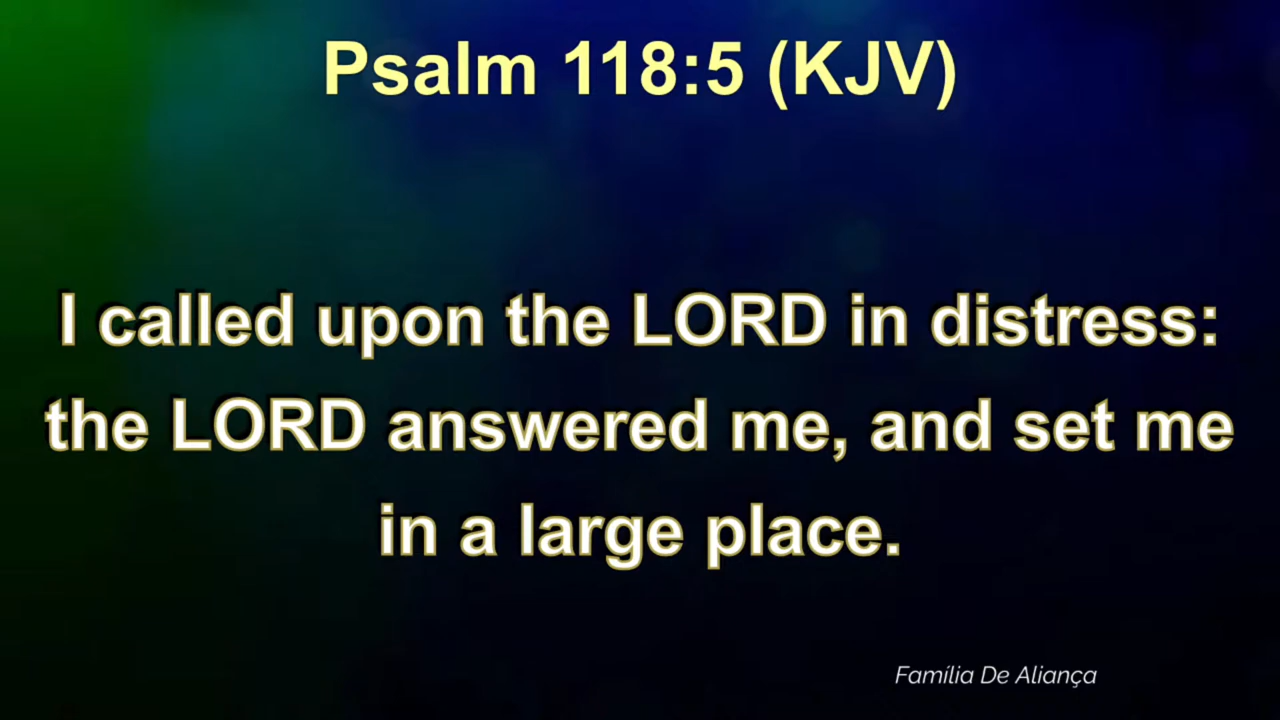 Psalm 118:5 (KJV)
I called upon the LORD in distress:
the LORD answered me, and set me
in a large place.
Família De Aliança